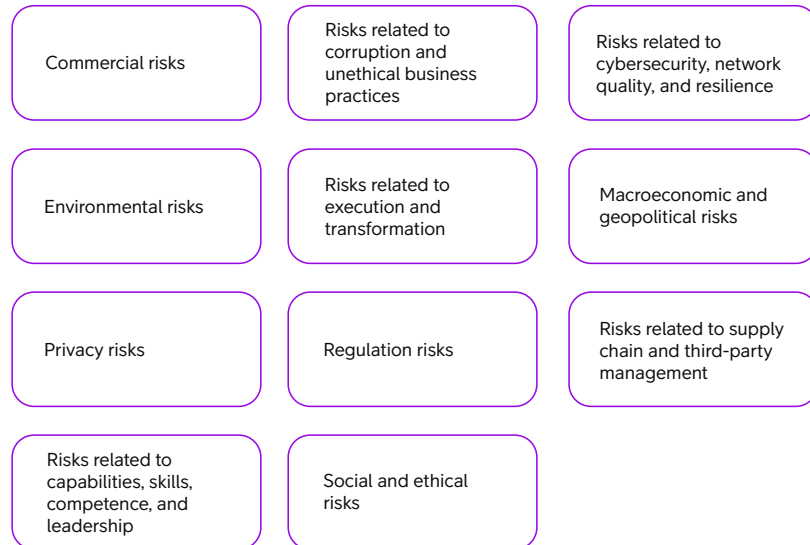 Commercial risks
Risks related to
corruption and
unethical business
practices
Risks related to
cybersecurity, network
quality, and resilience
Environmental risks
Risks related to
execution and
transformation
Macroeconomic and
geopolitical risks
Privacy risks
Regulation risks
Risks related to supply
chain and third-party
management
Risks related to
capabilities, skills,
competence, and
leadership
Social and ethical
risks